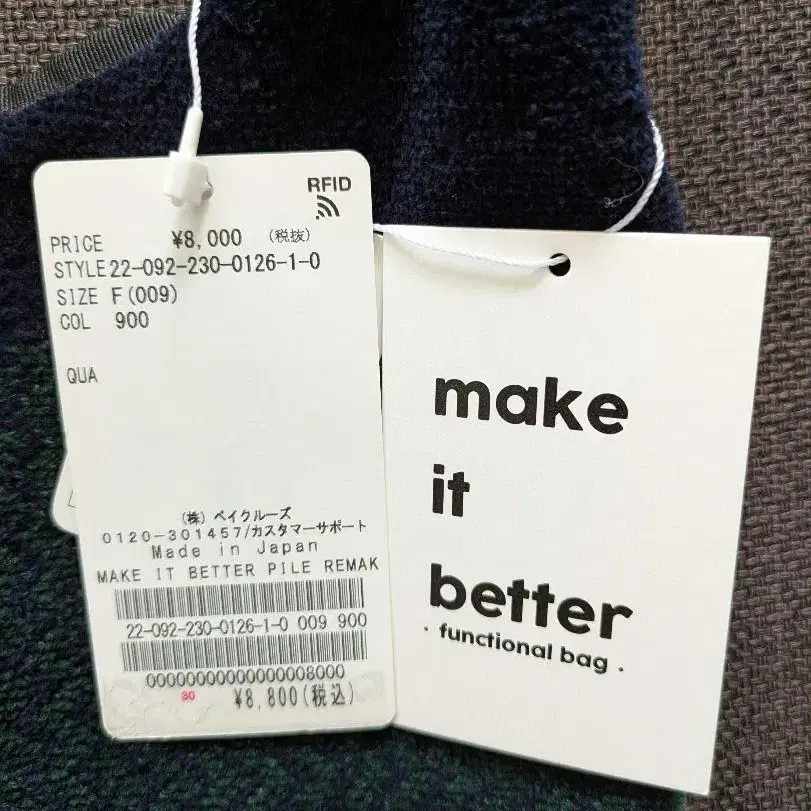 RFID
PRICE ¥8,000 (税抜)
STYLE 22-092-230-0126-1-0
SIZE F(009)
COL 900
QUA
(株) ベイクルーズ
0120-301457/カスタマーサポート
Made in Japan
MAKE IT BETTER PILE REMAK
22-092-230-0126-1-0 009 900
00000000000000008000
30
¥8,800(税込)
make
it
better
· functional bag ·